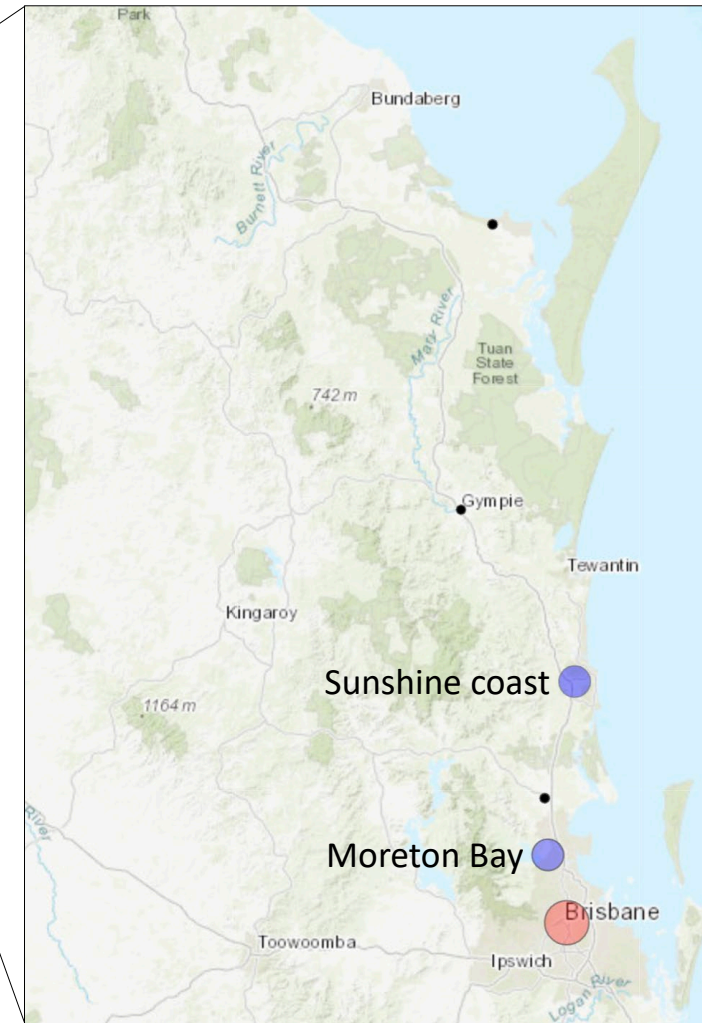 Park
Bundaberg
Burnett River
Mary River
Tuan
State
Forest
742 m
Gympie
Tewantin
Kingaroy
Sunshine coast
1164 m
River
Moreton Bay
Brisbane
Toowoomba
Ipswich
Logan River